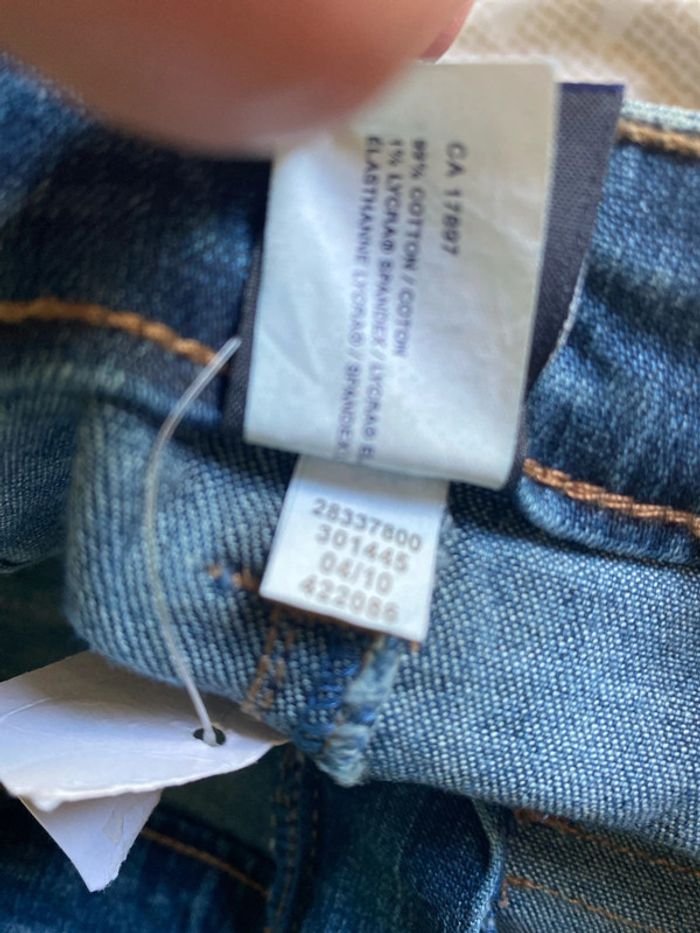 CA 17897
99% COTTON / COTON
1% LYCRA® SPANDEX / LYCRA® E
ELASTHANNE LYCRA® / SPANDEX
28337800
301445
04/10
422086